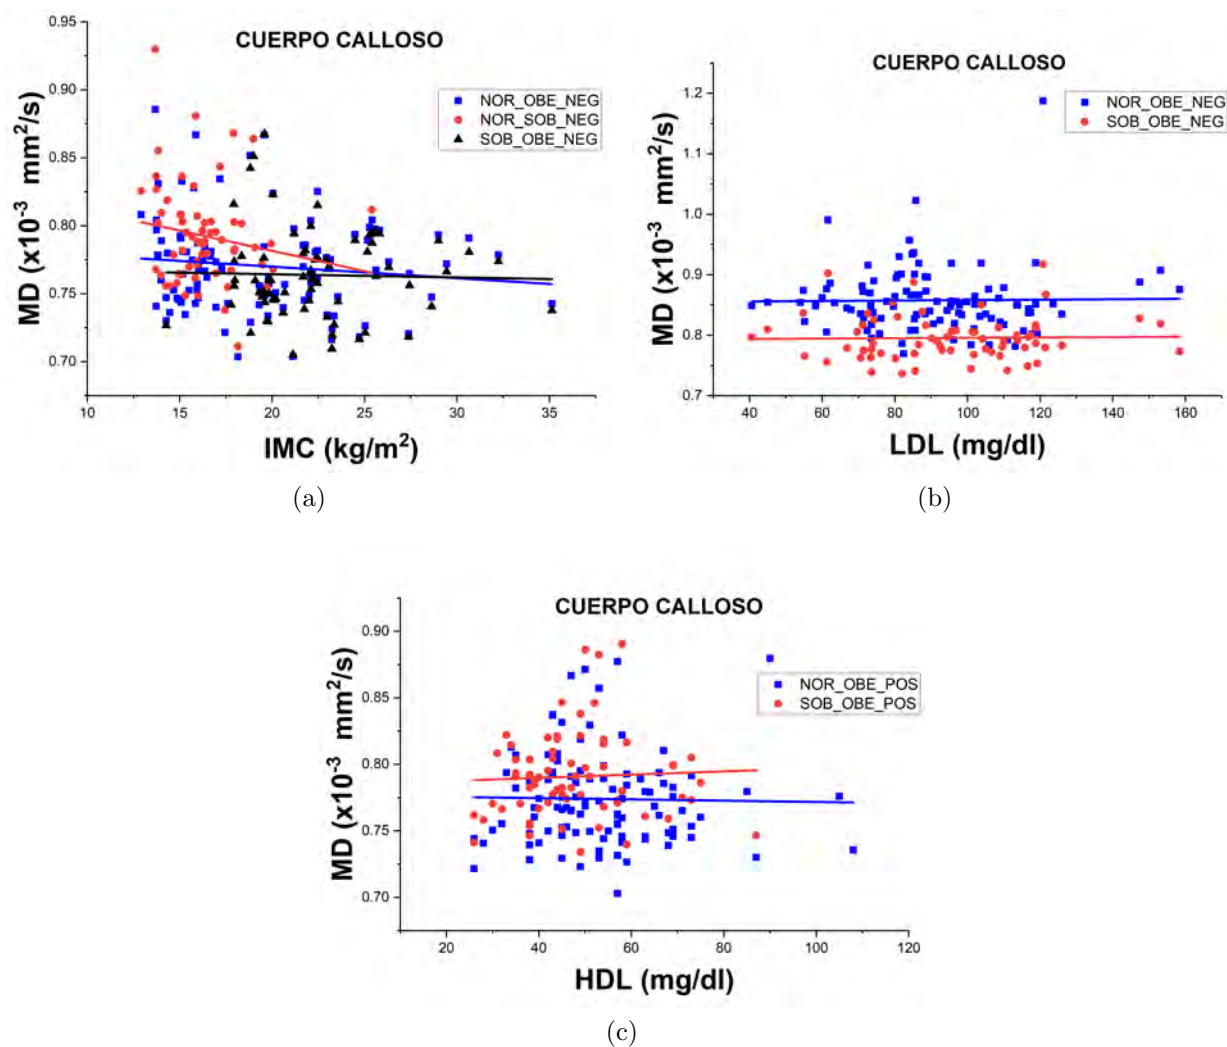 CUERPO CALLOSO
NOR_OBE_NEG
NOR_SOB_NEG
SOB_OBE_NEG
MD (x10⁻³ mm²/s)
0.95
0.90
0.85
0.80
0.75
0.70
10 15 20 25 30 35
IMC (kg/m²)
(a)
CUERPO CALLOSO
NOR_OBE_NEG
SOB_OBE_NEG
MD (x10⁻³ mm²/s)
1.2
1.1
1.0
0.9
0.8
0.7
40 60 80 100 120 140 160
LDL (mg/dl)
(b)
CUERPO CALLOSO
NOR_OBE_POS
SOB_OBE_POS
MD (x10⁻³ mm²/s)
0.90
0.85
0.80
0.75
0.70
20 40 60 80 100 120
HDL (mg/dl)
(c)